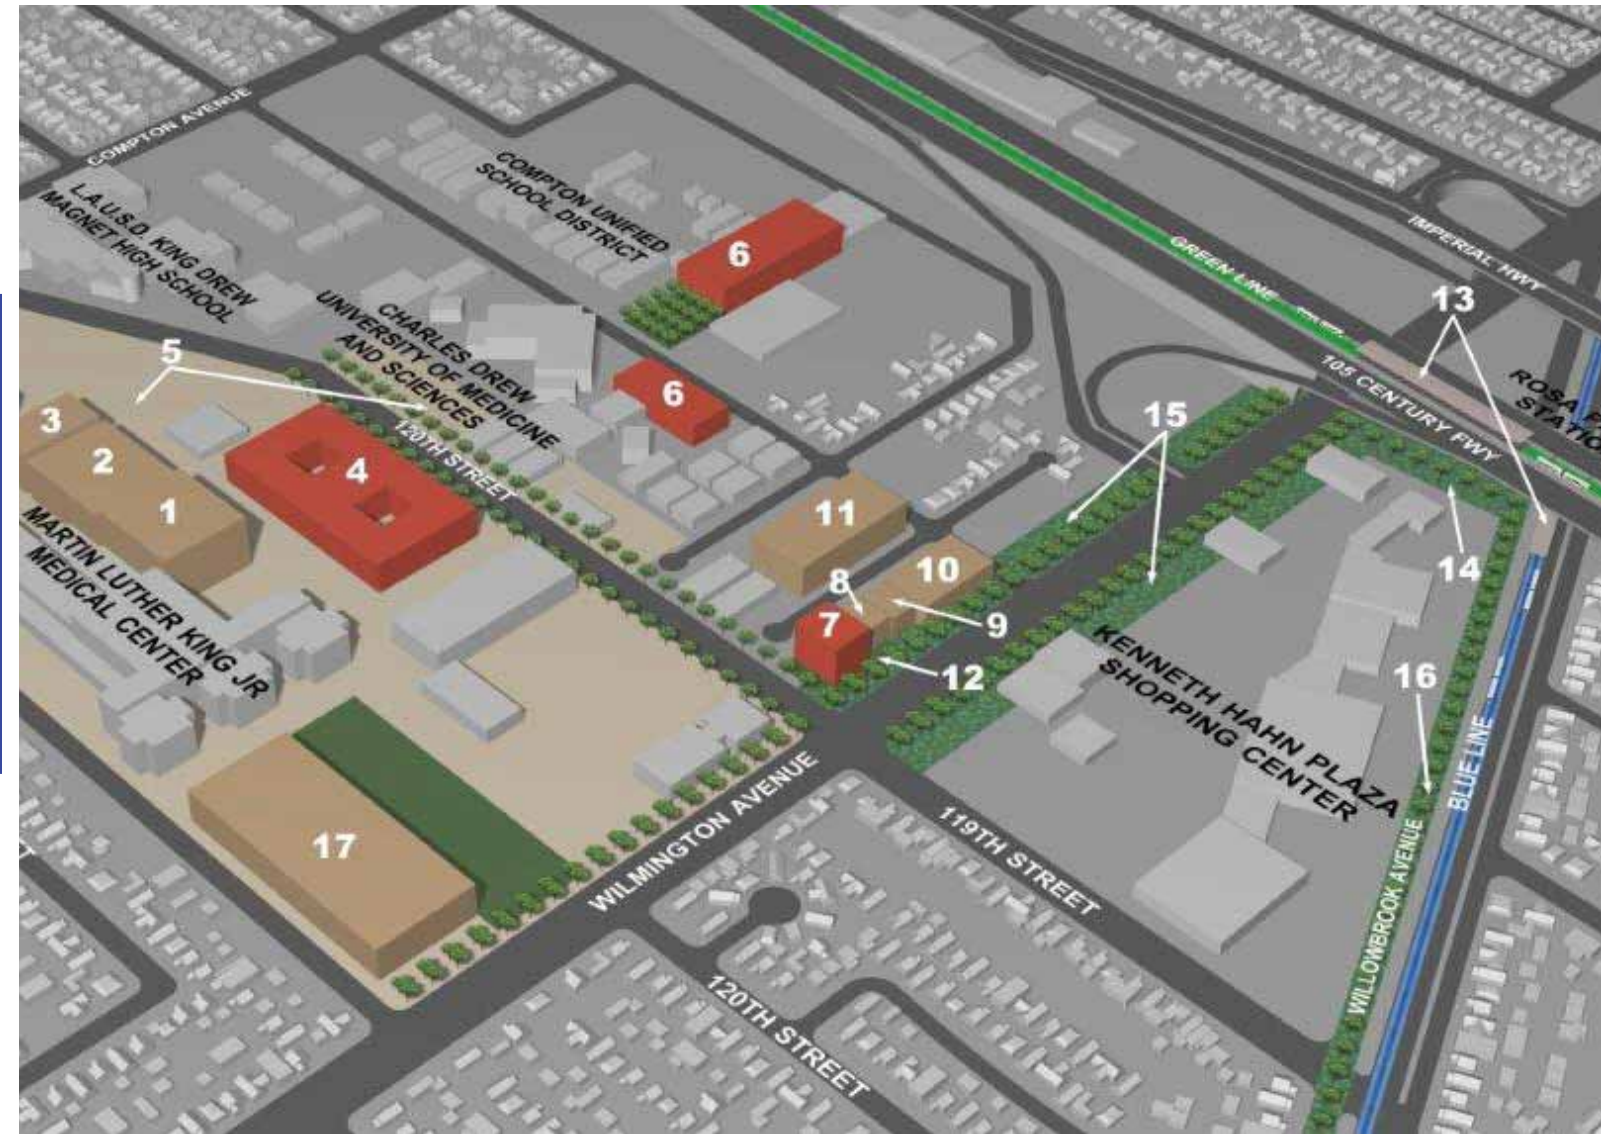 COMPTON AVENUE
L.A.U.S.D. KING DREW
MAGNET HIGH SCHOOL
COMPTON UNIFIED
SCHOOL DISTRICT
6
GREEN LINE
IMPERIAL HWY
13
105 CENTURY FWY
ROSA
STATIO
CHARLES DREW
UNIVERSITY OF MEDICINE
AND SCIENCES
5
6
3
2
1
4
120TH STREET
15
11
10
8
7
9
12
14
16
MARTIN LUTHER KING JR
MEDICAL CENTER
KENNETH HAHN PLAZA
SHOPPING CENTER
BLUE LINE
WILLOWBROOK AVENUE
17
WILMINGTON AVENUE
119TH STREET
120TH STREET